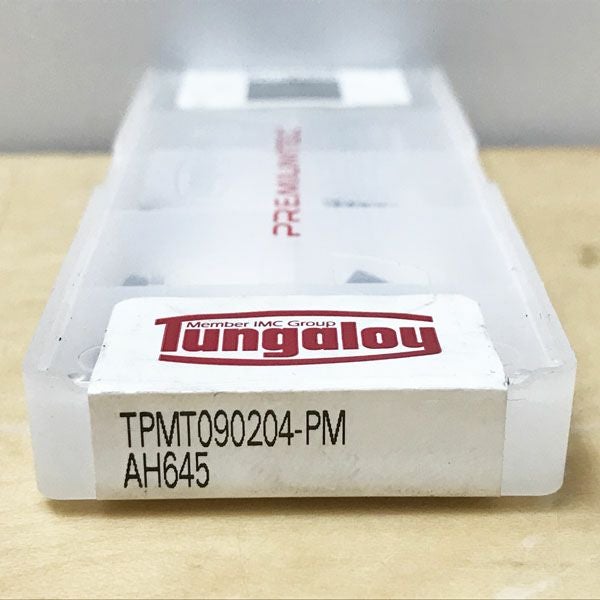 PREMIUMTEC
Member IMC Group
Tungaloy
TPMT090204-PM
AH645